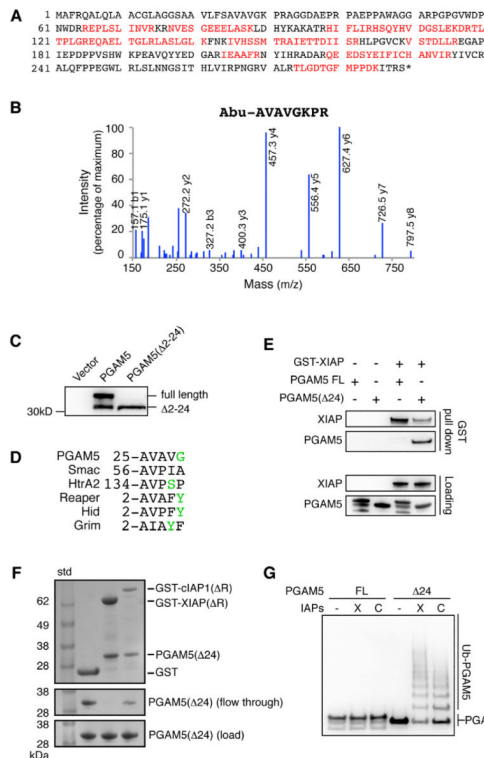 A
1 MAFRQALQLA ACGLAGGSAA VLFSAVAVGK PRAGGDAEPR PAEPPAWAGG ARPGPGVWDP
61 NWDRREPLSL INVRKRNVES GEEELASKLD HYKAKATRHI FLIRHSQYHV DGSLEKDRTL
121 TPLGREQAEL TGLRLASLGL KFNKIVHSSM TRAIETTDII SRHLPGVCKV STDLLREGAP
181 IEPDPPVSHW KPEAVQYYED GARIEAAFRN YIHRADARQE EDSYEIFICH ANVIRYIVCR
241 ALQFPPEGWL RLSLNNGSIT HLVIRPNGRV ALRTLGDTGF MPPDKITRS*
B
Abu-AVAVGKPR
Intensity
(percentage of maximum)
100
80
60
40
20
0
157.1 b1
175.1 y1
272.2 y2
327.2 b3
400.3 y3
457.3 y4
556.4 y5
627.4 y6
726.5 y7
797.5 y8
150 250 350 450 550 650 750
Mass (m/z)
C
Vector
PGAM5
PGAM5(Δ2-24)
full length
Δ2-24
30kD
D
PGAM5 25-AVAVG
Smac 56-AVPIA
HtrA2 134-AVPSP
Reaper 2-AVAFY
Hid 2-AVPFY
Grim 2-AIAYF
E
GST-XIAP - - + +
PGAM5 FL + - + -
PGAM5(Δ24) - + - +
XIAP
PGAM5
GST
pull down
XIAP
PGAM5
Loading
F
std
62
49
38
28
GST-cIAP1(ΔR)
GST-XIAP(ΔR)
PGAM5(Δ24)
GST
38
28
PGAM5(Δ24) (flow through)
38
28
PGAM5(Δ24) (load)
kDa
G
PGAM5 FL Δ24
IAPs - X C - X C
Ub-PGAM5
PGA